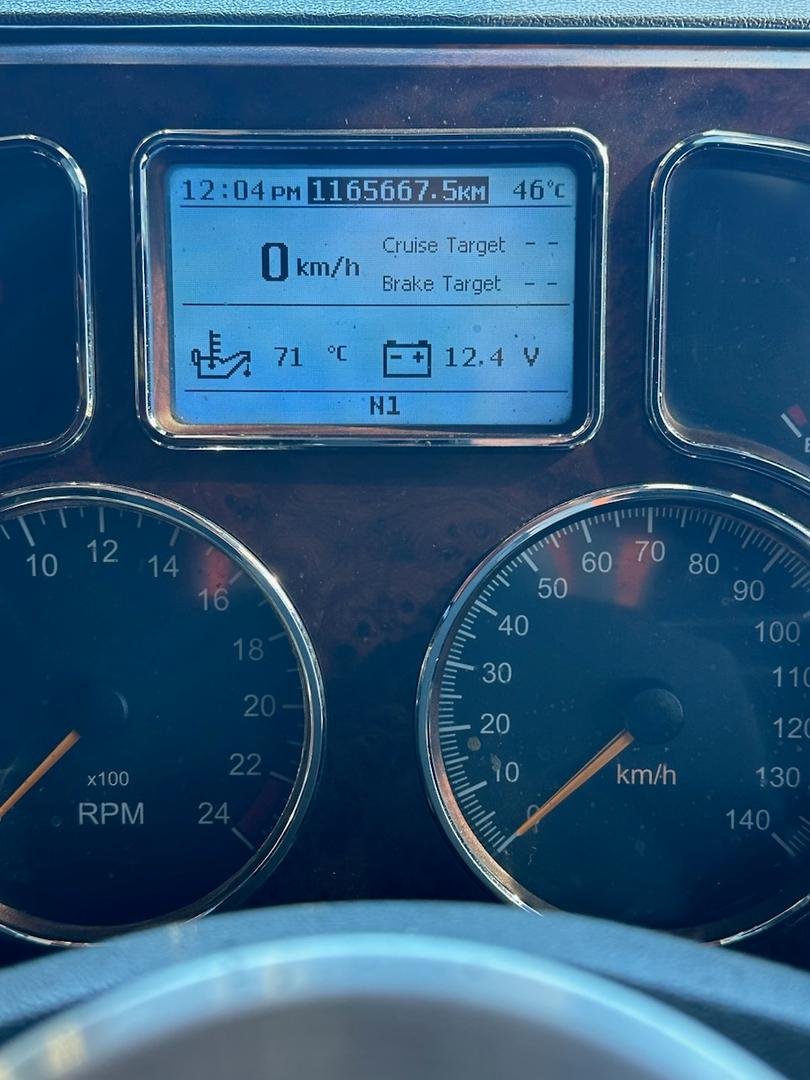 12:04 PM 1165667.5KM 46°C
0 km/h
Cruise Target --
Brake Target --
71 °C
- + 12.4 V
N1
10 12 14 16 18 20 22 24
x100
RPM
0 10 20 30 40 50 60 70 80 90 100 110 120 130 140
km/h